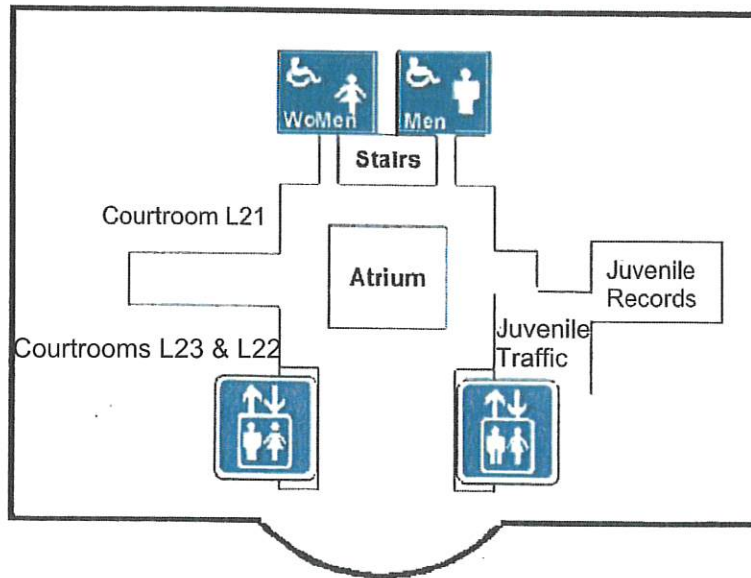 WoMen
Men
Stairs
Courtroom L21
Atrium
Juvenile
Records
Courtrooms L23 & L22
Juvenile
Traffic